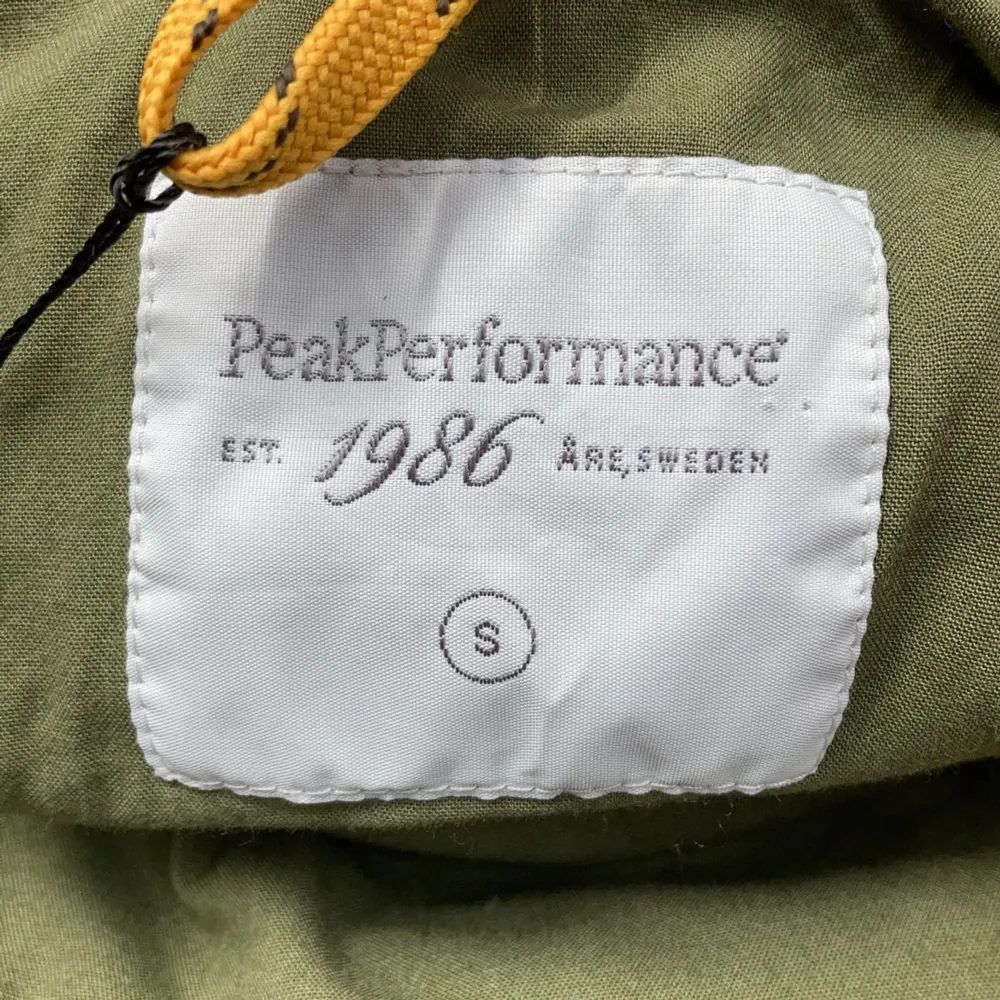 PeakPerformance
EST. 1986 ÅRE, SWEDEN
S